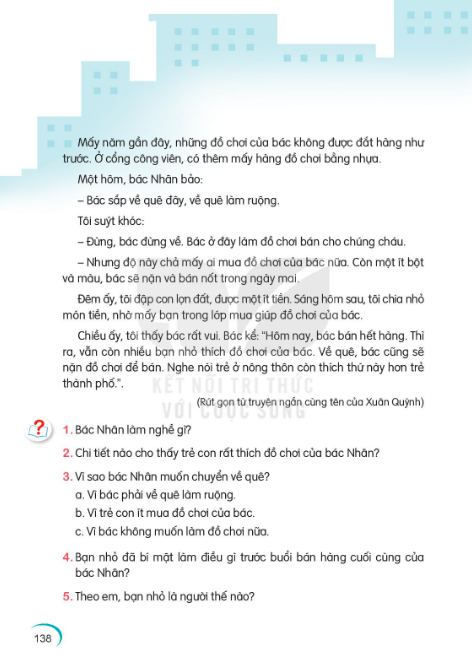 Mấy năm gần đây, những đồ chơi của bác không được đắt hàng như
trước. Ở cổng công viên, có thêm mấy hàng đồ chơi bằng nhựa.
Một hôm, bác Nhân bảo:
– Bác sắp về quê đây, về quê làm ruộng.
Tôi suýt khóc:
– Đừng, bác đừng về. Bác ở đây làm đồ chơi bán cho chúng cháu.
– Nhưng độ này chả mấy ai mua đồ chơi của bác nữa. Còn một ít bột
và màu, bác sẽ nặn và bán nốt trong ngày mai.
Đêm ấy, tôi đập con lợn đất, được một ít tiền. Sáng hôm sau, tôi chia nhỏ
món tiền, nhờ mấy bạn trong lớp mua giúp đồ chơi của bác.
Chiều ấy, tôi thấy bác rất vui. Bác kể: “Hôm nay, bác bán hết hàng. Thì
ra, vẫn còn nhiều bạn nhỏ thích đồ chơi của bác. Về quê, bác cũng sẽ
nặn đồ chơi để bán. Nghe nói trẻ ở nông thôn còn thích thứ này hơn trẻ
thành phố.”.
KẾT NỐI TRI THỨC
VỚI CUỘC SỐNG
(Rút gọn từ truyện ngắn cùng tên của Xuân Quỳnh)
?
1. Bác Nhân làm nghề gì?
2. Chi tiết nào cho thấy trẻ con rất thích đồ chơi của bác Nhân?
3. Vì sao bác Nhân muốn chuyển về quê?
a. Vì bác phải về quê làm ruộng.
b. Vì trẻ con ít mua đồ chơi của bác.
c. Vì bác không muốn làm đồ chơi nữa.
4. Bạn nhỏ đã bí mật làm điều gì trước buổi bán hàng cuối cùng của
bác Nhân?
5. Theo em, bạn nhỏ là người thế nào?
138